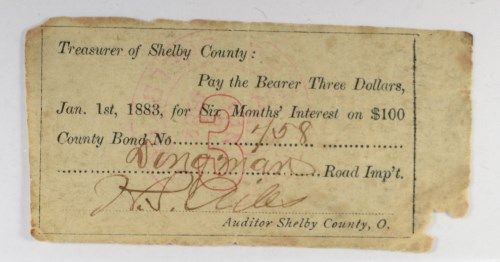 Treasurer of Shelby County:
Pay the Bearer Three Dollars,
Jan. 1st, 1883, for Six Months' Interest on $100
County Bond No. 158
Dingman Road Imp't.
Auditor Shelby County, O.